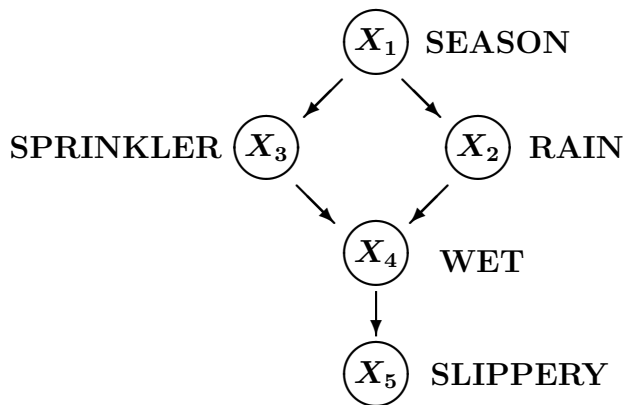 X₁ SEASON
SPRINKLER X₃ X₂ RAIN
X₄ WET
X₅ SLIPPERY